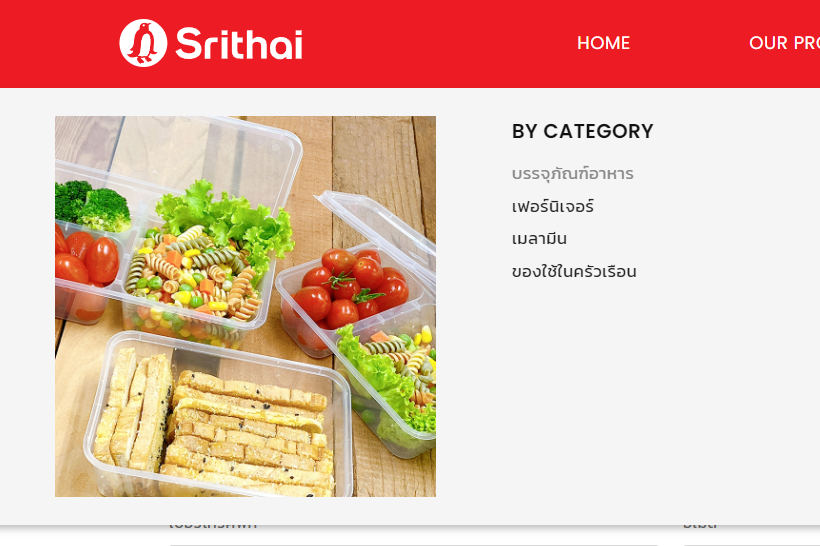 Srithai
HOME
BY CATEGORY
บรรจุภัณฑ์อาหาร
เฟอร์นิเจอร์
เมลามีน
ของใช้ในครัวเรือน